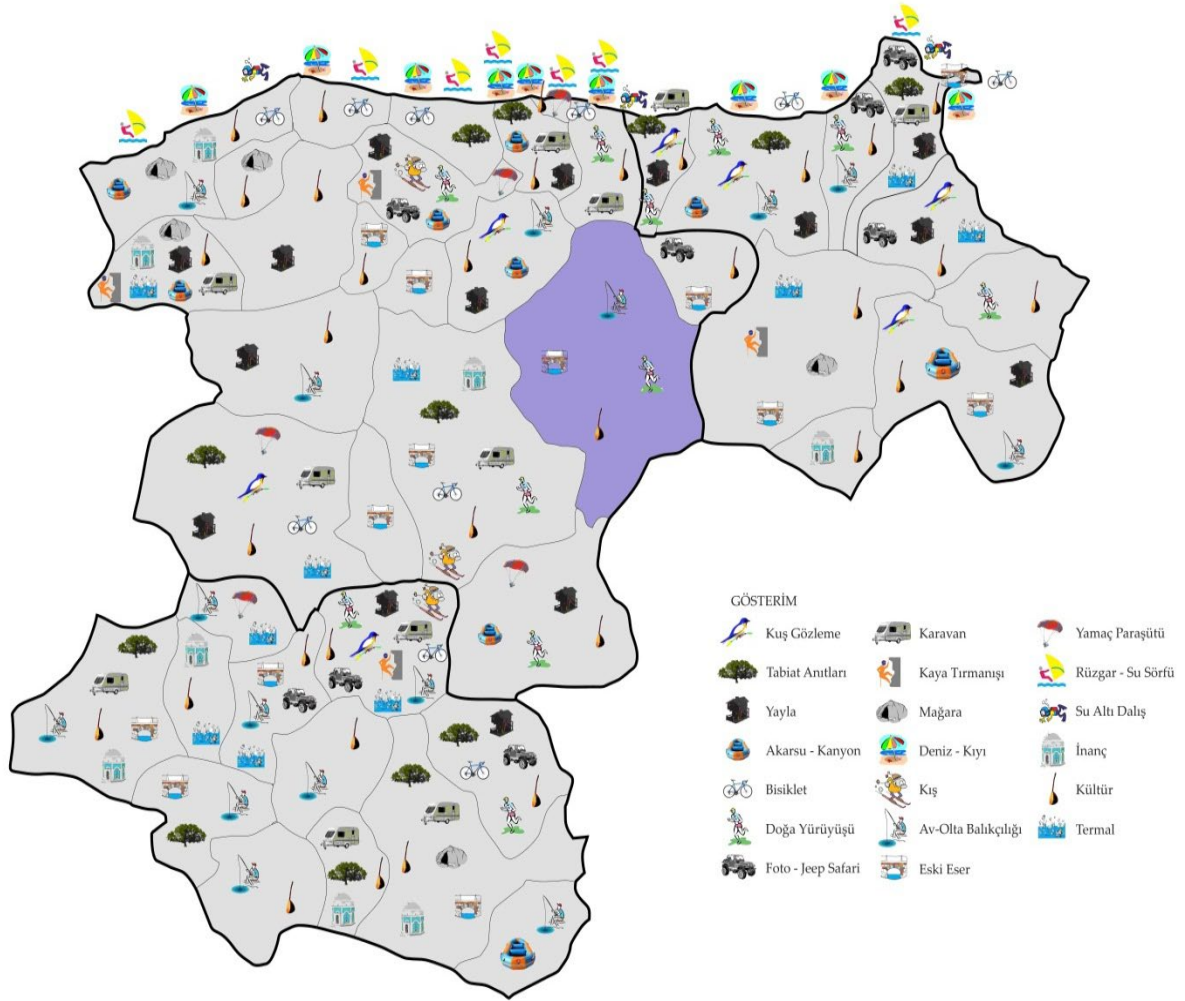 GÖSTERİM
Kuş Gözleme
Tabiat Anıtları
Yayla
Akarsu - Kanyon
Bisiklet
Doğa Yürüyüşü
Foto - Jeep Safari
Karavan
Kaya Tırmanışı
Mağara
Deniz - Kıyı
Kış
Av-Olta Balıkçılığı
Eski Eser
Yamaç Paraşütü
Rüzgar - Su Sörfü
Su Altı Dalış
İnanç
Kültür
Termal